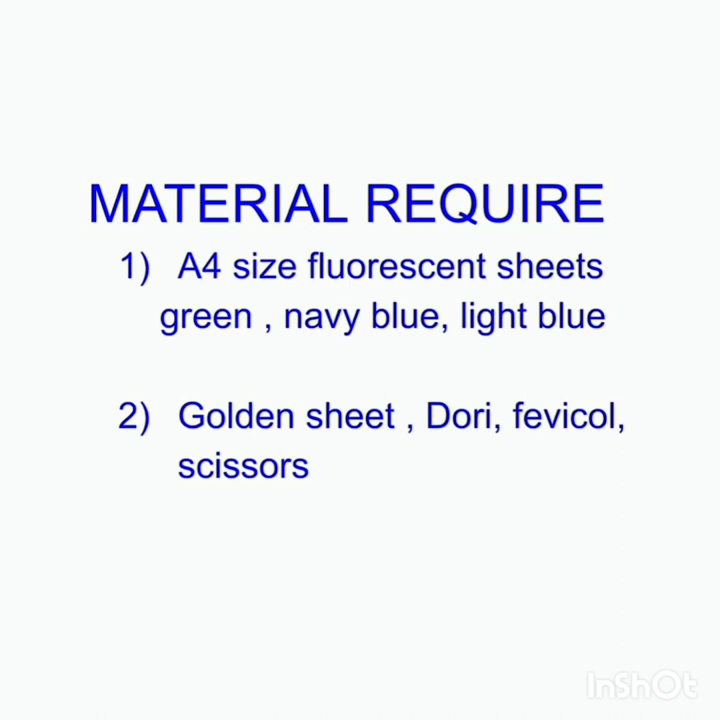 MATERIAL REQUIRE
1) A4 size fluorescent sheets
green , navy blue, light blue
2) Golden sheet , Dori, fevicol,
scissors
InShOt